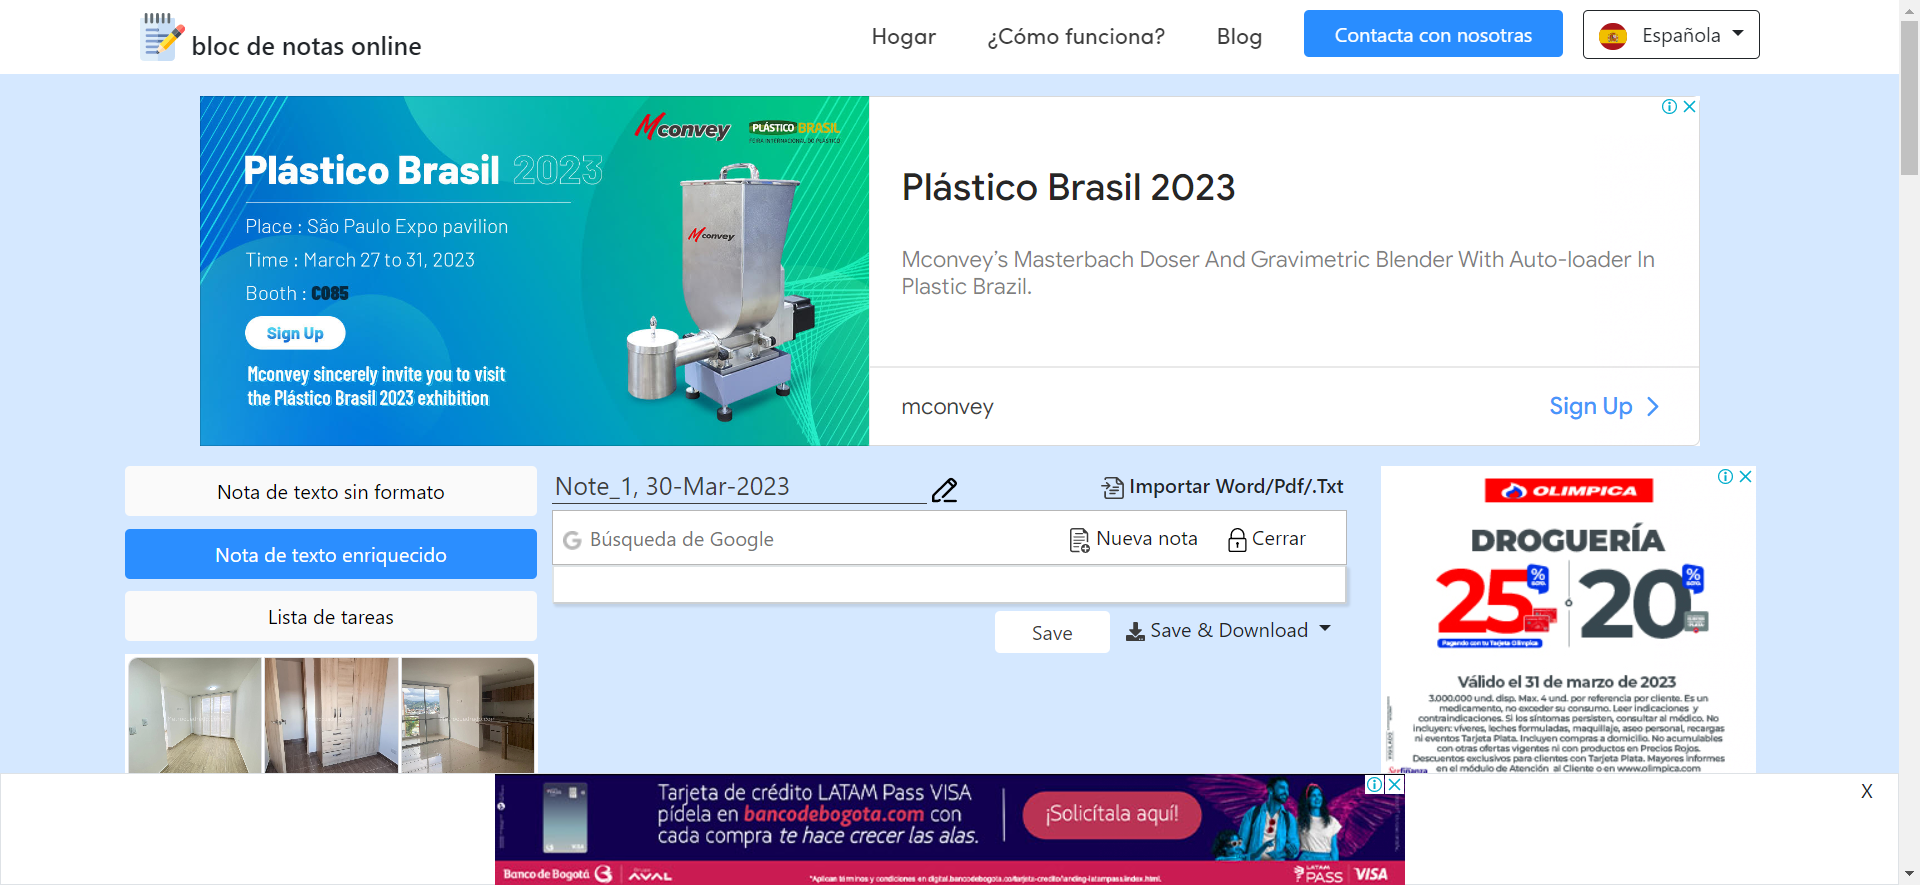 bloc de notas online
Hogar
¿Cómo funciona?
Blog
Contacta con nosotras
Española
Mconvey
PLÁSTICO BRASIL
FEIRA INTERNACIONAL DO PLÁSTICO
Plástico Brasil 2023
Place : São Paulo Expo pavilion
Time : March 27 to 31, 2023
Booth : C085
Sign Up
Mconvey sincerely invite you to visit
the Plástico Brasil 2023 exhibition
Mconvey
Plástico Brasil 2023
Mconvey's Masterbach Doser And Gravimetric Blender With Auto-loader In
Plastic Brazil.
mconvey
Sign Up
Nota de texto sin formato
Nota de texto enriquecido
Lista de tareas
Note_1, 30-Mar-2023
Importar Word/Pdf/.Txt
Búsqueda de Google
Nueva nota
Cerrar
Save
Save & Download
OLIMPICA
DROGUERÍA
25% 20%
Pagando con tu Tarjeta Olímpica
Válido el 31 de marzo de 2023
3.000.000 und. disp. Max. 4 und. por referencia por cliente. Es un
medicamento, no exceder su consumo. Leer indicaciones y
contraindicaciones. Si los síntomas persisten, consultar al médico. No
incluyen: víveres, leches formuladas, maquillaje, aseo personal, recargas
ni eventos Tarjeta Plata. Incluyen compras a domicilio. No acumulables
con otras ofertas vigentes ni con productos en Precios Rojos.
Descuentos exclusivos para clientes con Tarjeta Plata. Mayores informes
en el módulo de Atención al Cliente o en www.olimpica.com
Tarjeta de crédito LATAM Pass VISA
pídela en bancodebogota.com con
cada compra te hace crecer las alas.
¡Solicítala aquí!
Banco de Bogotá
AVAL
*Aplican términos y condiciones en digital.bancodebogota.co/tarjeta-credito/landing-latampass/index.html.
LATAM PASS
VISA
X